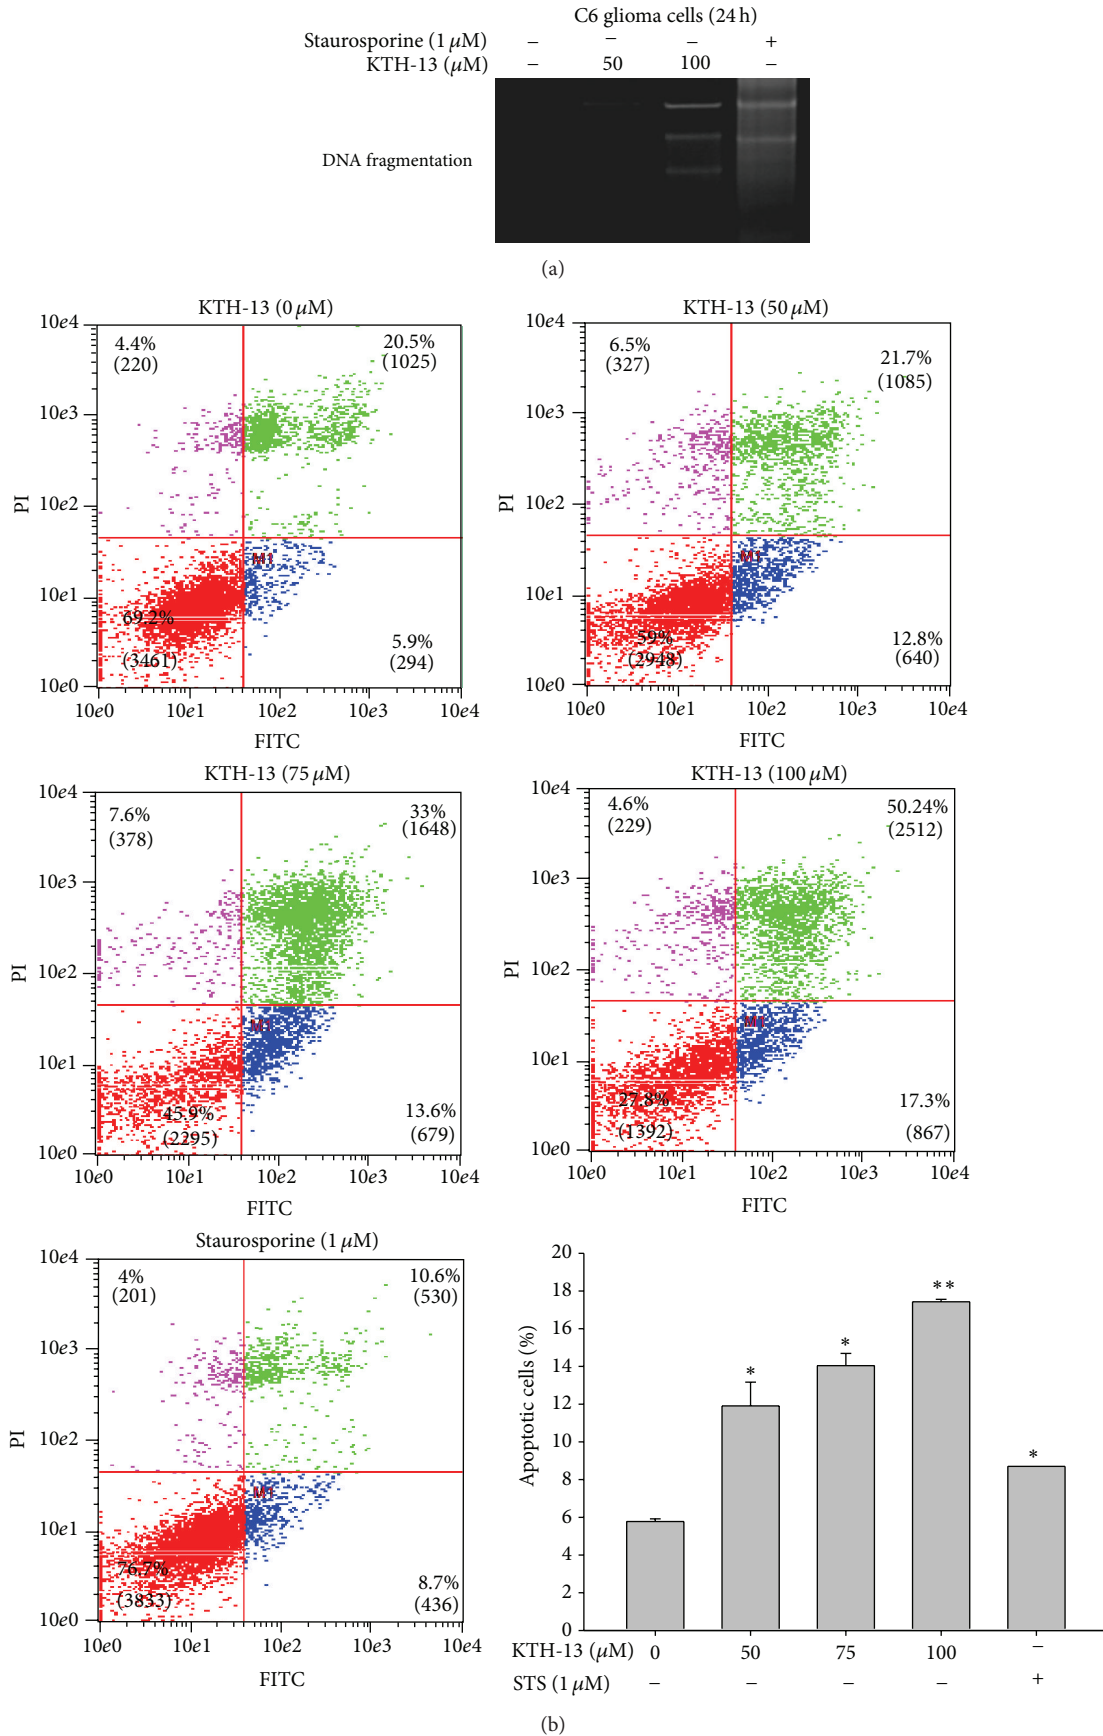 C6 glioma cells (24 h)
Staurosporine (1 μM) – – – +
KTH-13 (μM) – 50 100 –
DNA fragmentation
(a)
KTH-13 (0 μM)
10e4
10e3
10e2
10e1
10e0
PI
4.4%
(220)
20.5%
(1025)
M1
69.2%
(3461)
5.9%
(294)
10e0 10e1 10e2 10e3 10e4
FITC
KTH-13 (50 μM)
10e4
10e3
10e2
10e1
10e0
PI
6.5%
(327)
21.7%
(1085)
M1
59%
(2948)
12.8%
(640)
10e0 10e1 10e2 10e3 10e4
FITC
KTH-13 (75 μM)
10e4
10e3
10e2
10e1
10e0
PI
7.6%
(378)
33%
(1648)
M1
45.9%
(2295)
13.6%
(679)
10e0 10e1 10e2 10e3 10e4
FITC
KTH-13 (100 μM)
10e4
10e3
10e2
10e1
10e0
PI
4.6%
(229)
50.24%
(2512)
M1
27.8%
(1392)
17.3%
(867)
10e0 10e1 10e2 10e3 10e4
FITC
Staurosporine (1 μM)
10e4
10e3
10e2
10e1
10e0
PI
4%
(201)
10.6%
(530)
M1
76.7%
(3833)
8.7%
(436)
10e0 10e1 10e2 10e3 10e4
FITC
20
18
16
14
12
10
8
6
4
2
0
Apoptotic cells (%)
*
*
**
*
KTH-13 (μM) 0 50 75 100 –
STS (1 μM) – – – – +
(b)